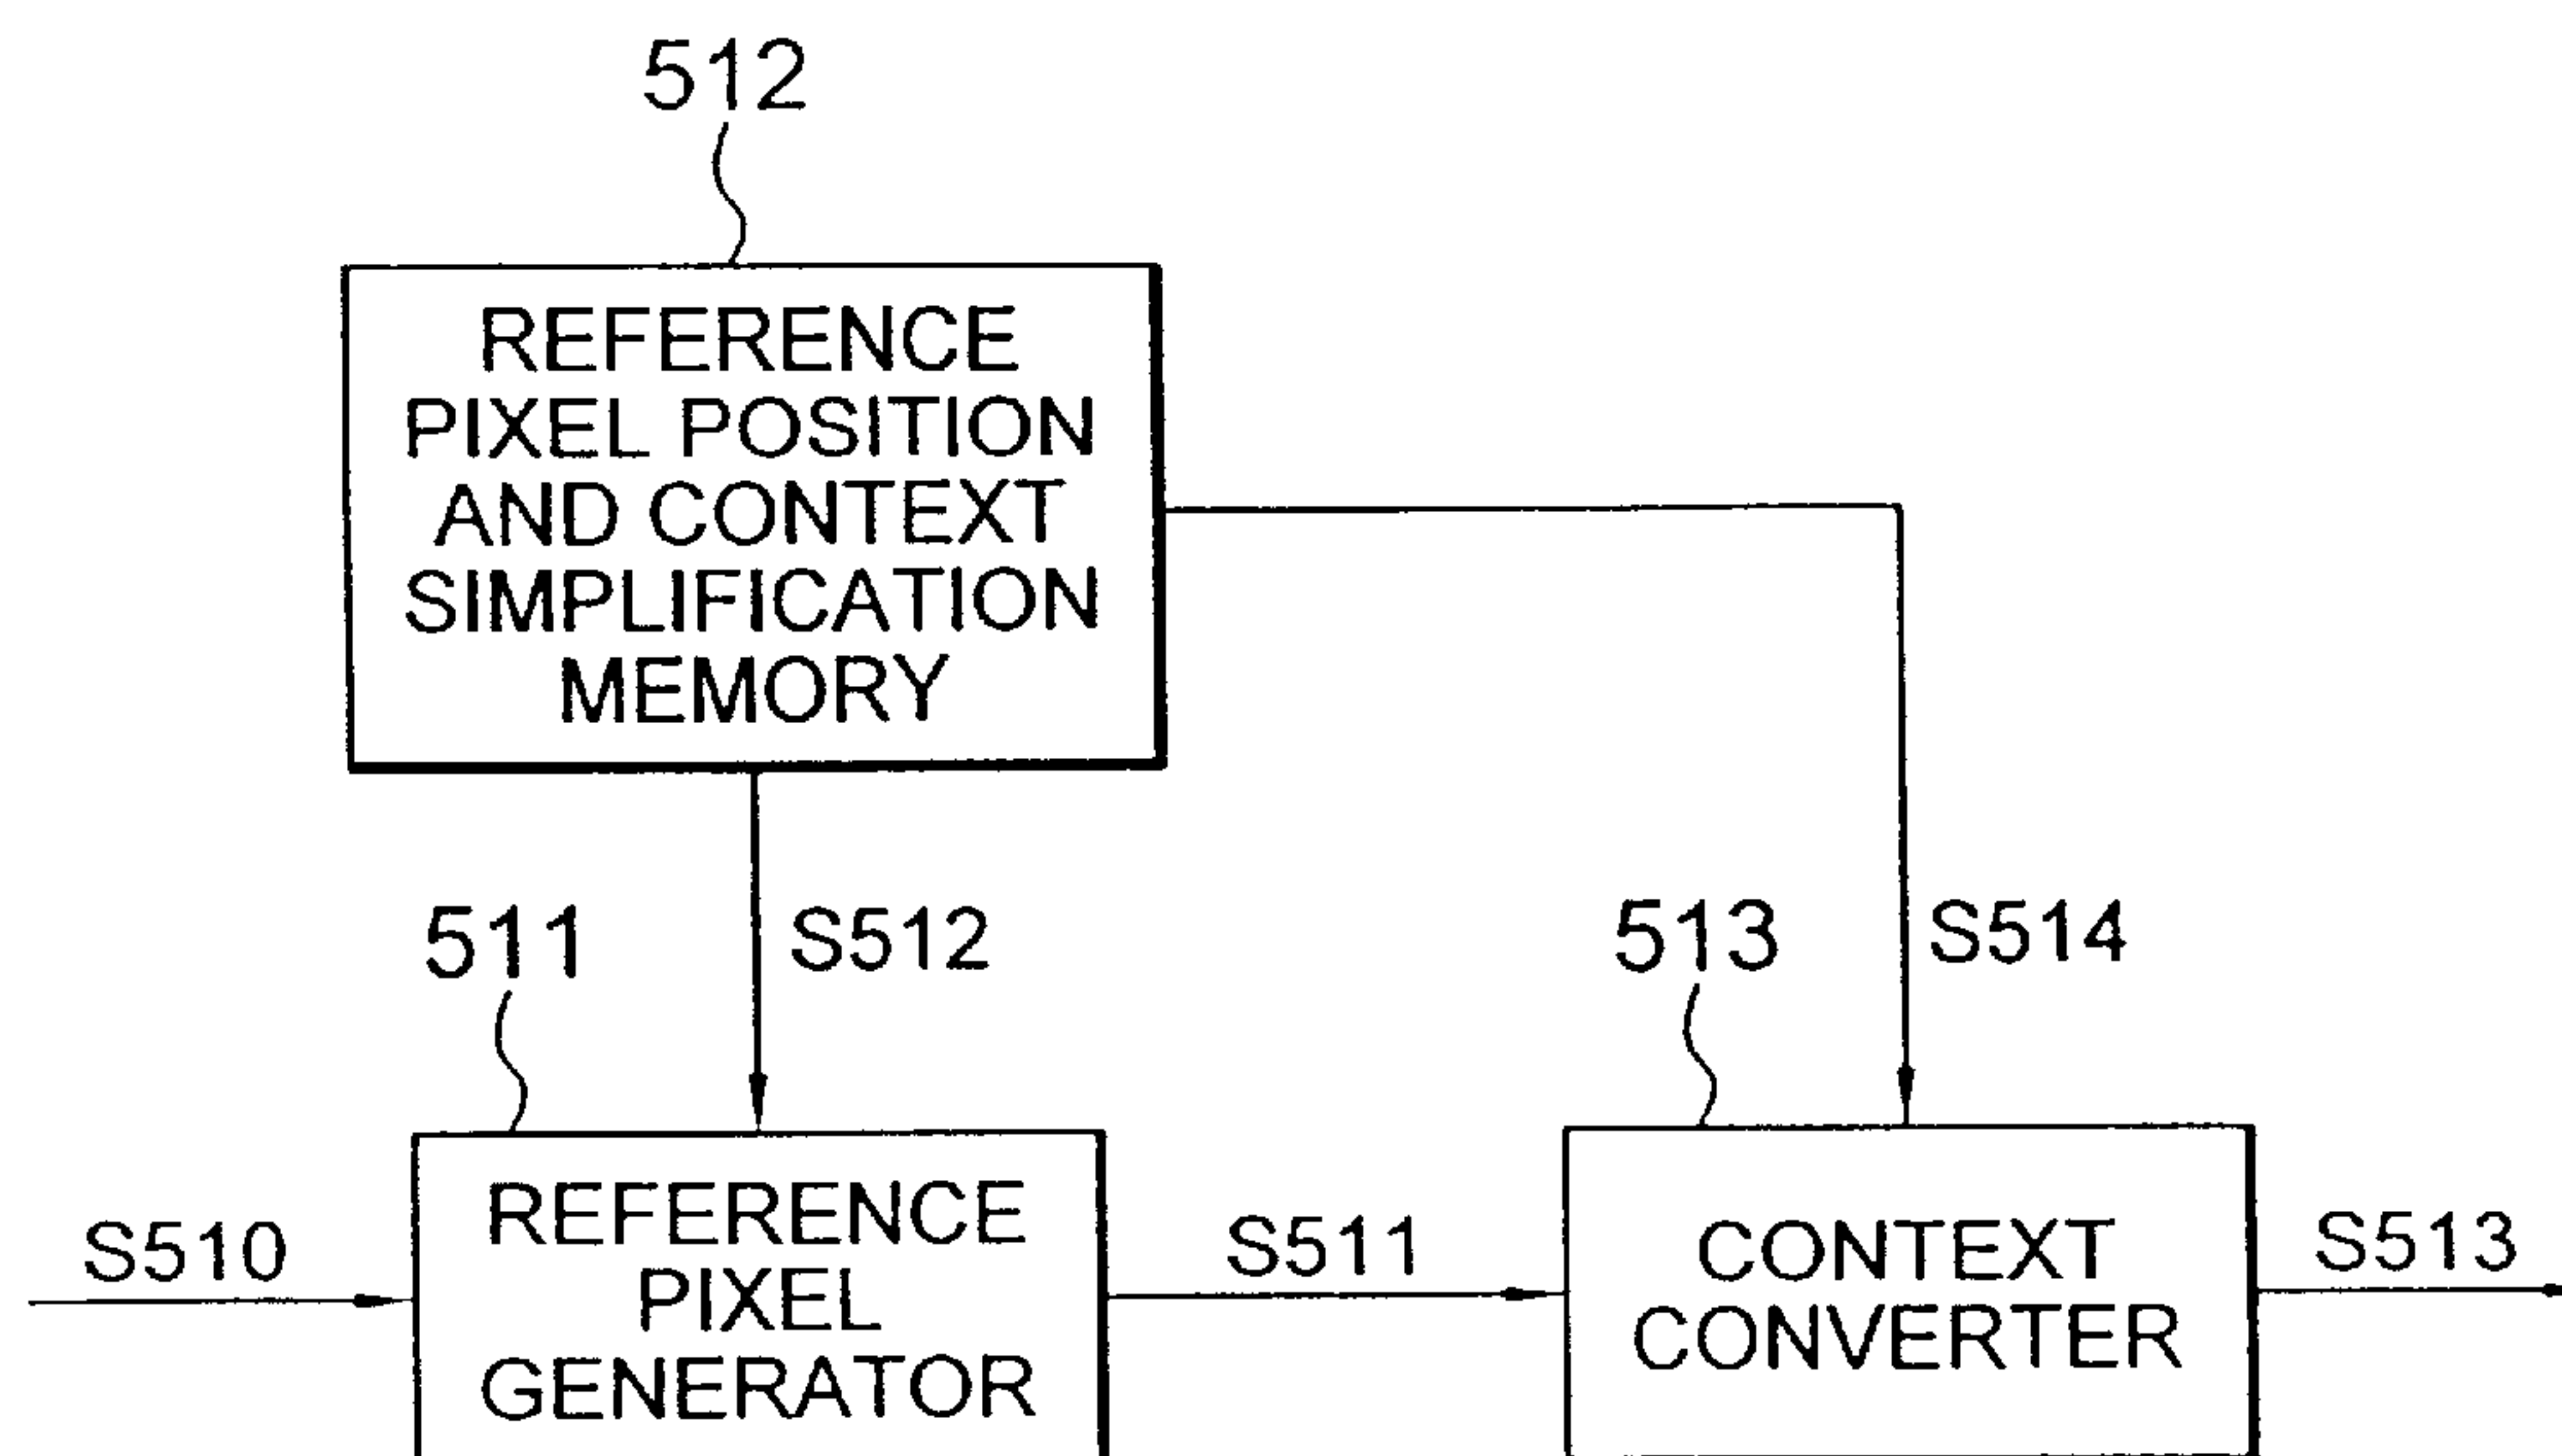 512
REFERENCE
PIXEL POSITION
AND CONTEXT
SIMPLIFICATION
MEMORY
511
S512
513
S514
S510
REFERENCE
PIXEL
GENERATOR
S511
CONTEXT
CONVERTER
S513